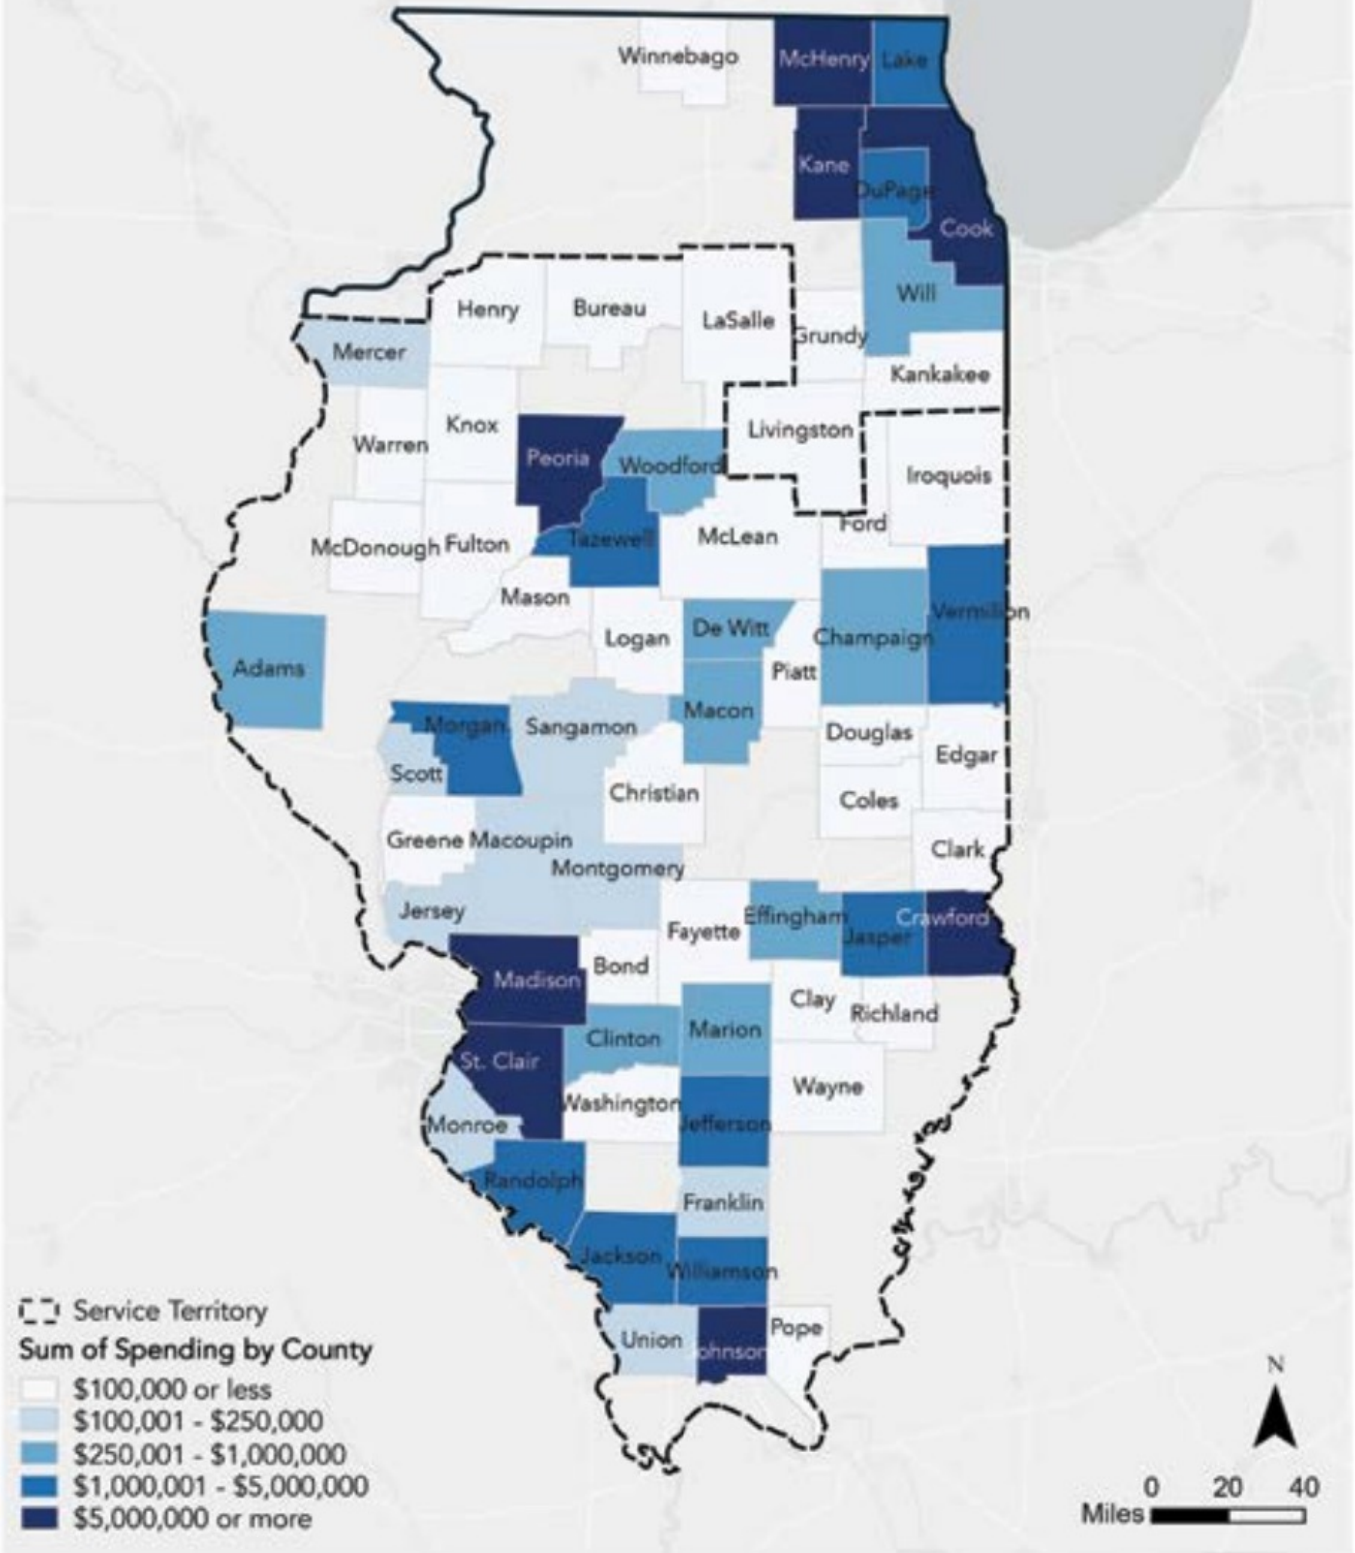 Winnebago
McHenry
Lake
Kane
DuPage
Cook
Will
Henry
Bureau
LaSalle
Grundy
Mercer
Kankakee
Knox
Livingston
Warren
Peoria
Woodford
Iroquois
Ford
McDonough
Fulton
Tazewell
McLean
Mason
Vermilion
Logan
De Witt
Champaign
Adams
Piatt
Morgan
Sangamon
Macon
Douglas
Edgar
Scott
Christian
Coles
Greene
Macoupin
Clark
Montgomery
Jersey
Effingham
Crawford
Fayette
Jasper
Bond
Madison
Clay
Richland
Clinton
Marion
St. Clair
Wayne
Washington
Monroe
Jefferson
Randolph
Franklin
Jackson
Williamson
Union
Johnson
Pope
Service Territory
Sum of Spending by County
$100,000 or less
$100,001 - $250,000
$250,001 - $1,000,000
$1,000,001 - $5,000,000
$5,000,000 or more
N
0 20 40
Miles